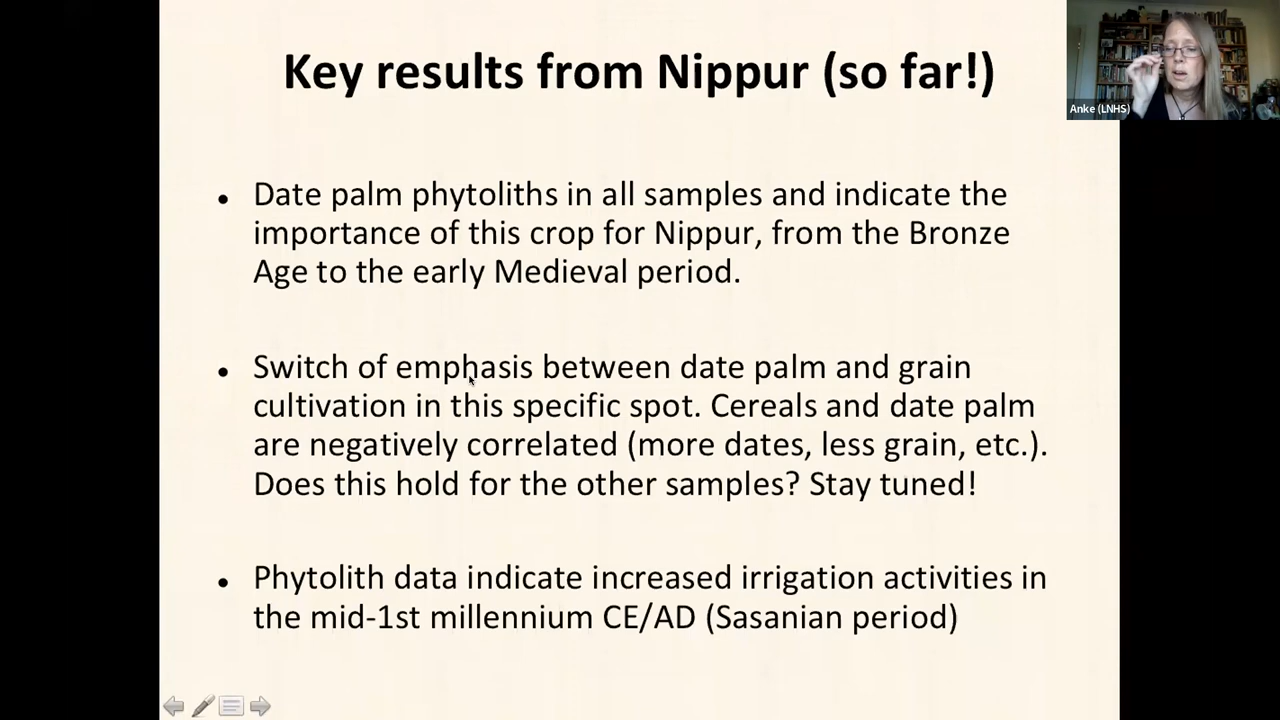 Key results from Nippur (so far!)
Anke (LNHS)
• Date palm phytoliths in all samples and indicate the
importance of this crop for Nippur, from the Bronze
Age to the early Medieval period.
• Switch of emphasis between date palm and grain
cultivation in this specific spot. Cereals and date palm
are negatively correlated (more dates, less grain, etc.).
Does this hold for the other samples? Stay tuned!
• Phytolith data indicate increased irrigation activities in
the mid-1st millennium CE/AD (Sasanian period)